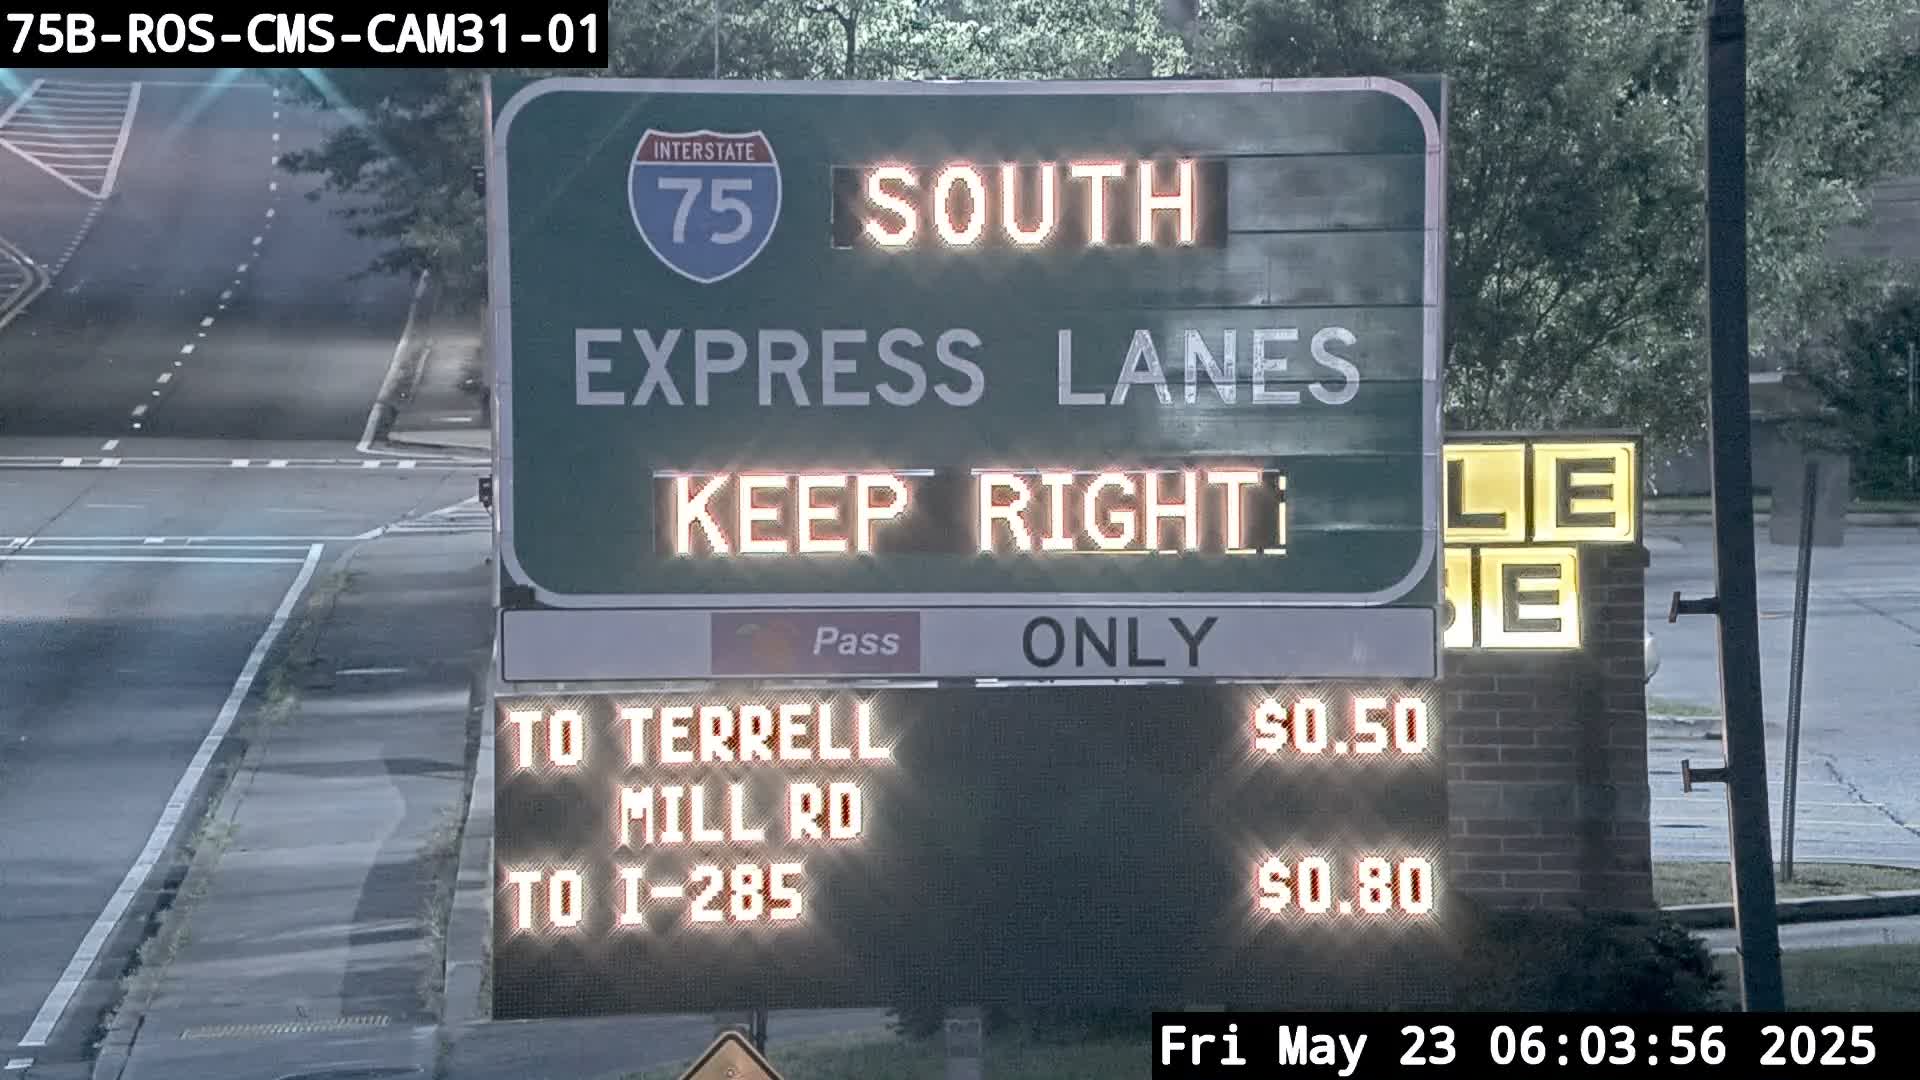 75B-ROS-CMS-CAM31-01
INTERSTATE
75
SOUTH
EXPRESS LANES
KEEP RIGHT
Pass ONLY
TO TERRELL $0.50
MILL RD
TO I-285 $0.80
LE
E
Fri May 23 06:03:56 2025